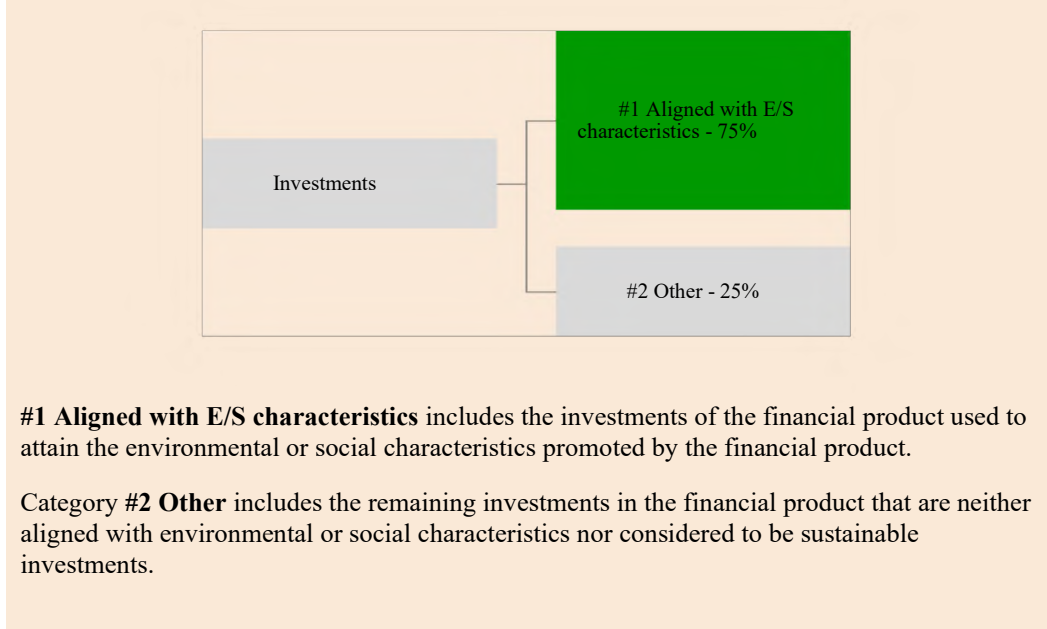 #1 Aligned with E/S
characteristics - 75%
Investments
#2 Other - 25%
#1 Aligned with E/S characteristics includes the investments of the financial product used to
attain the environmental or social characteristics promoted by the financial product.
Category #2 Other includes the remaining investments in the financial product that are neither
aligned with environmental or social characteristics nor considered to be sustainable
investments.